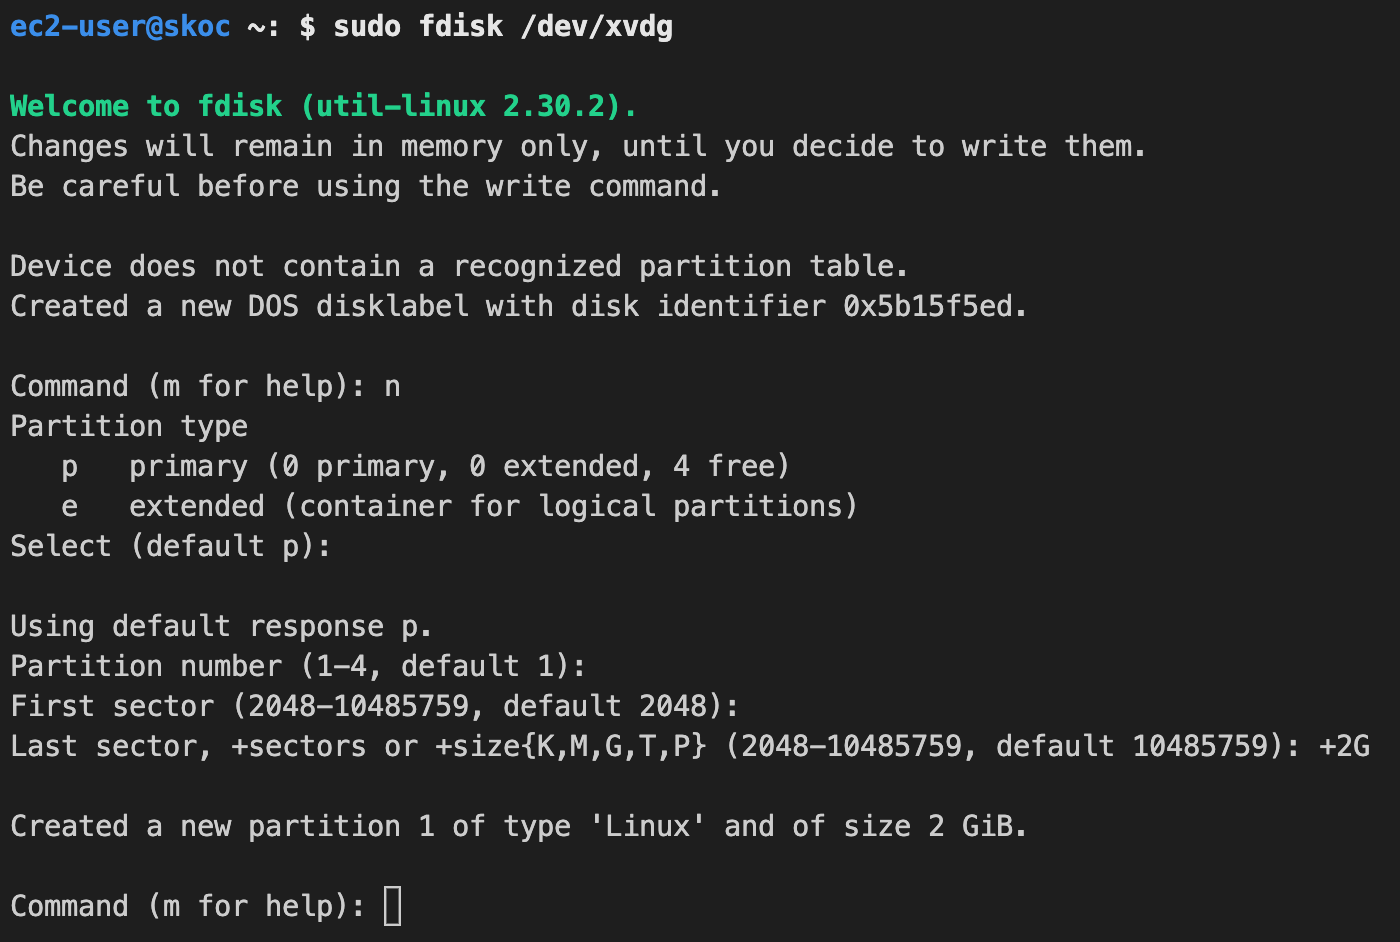 ec2-user@skoc ~: $ sudo fdisk /dev/xvdg
Welcome to fdisk (util-linux 2.30.2).
Changes will remain in memory only, until you decide to write them.
Be careful before using the write command.
Device does not contain a recognized partition table.
Created a new DOS disklabel with disk identifier 0x5b15f5ed.
Command (m for help): n
Partition type
   p   primary (0 primary, 0 extended, 4 free)
   e   extended (container for logical partitions)
Select (default p):
Using default response p.
Partition number (1-4, default 1):
First sector (2048-10485759, default 2048):
Last sector, +sectors or +size{K,M,G,T,P} (2048-10485759, default 10485759): +2G
Created a new partition 1 of type 'Linux' and of size 2 GiB.
Command (m for help):